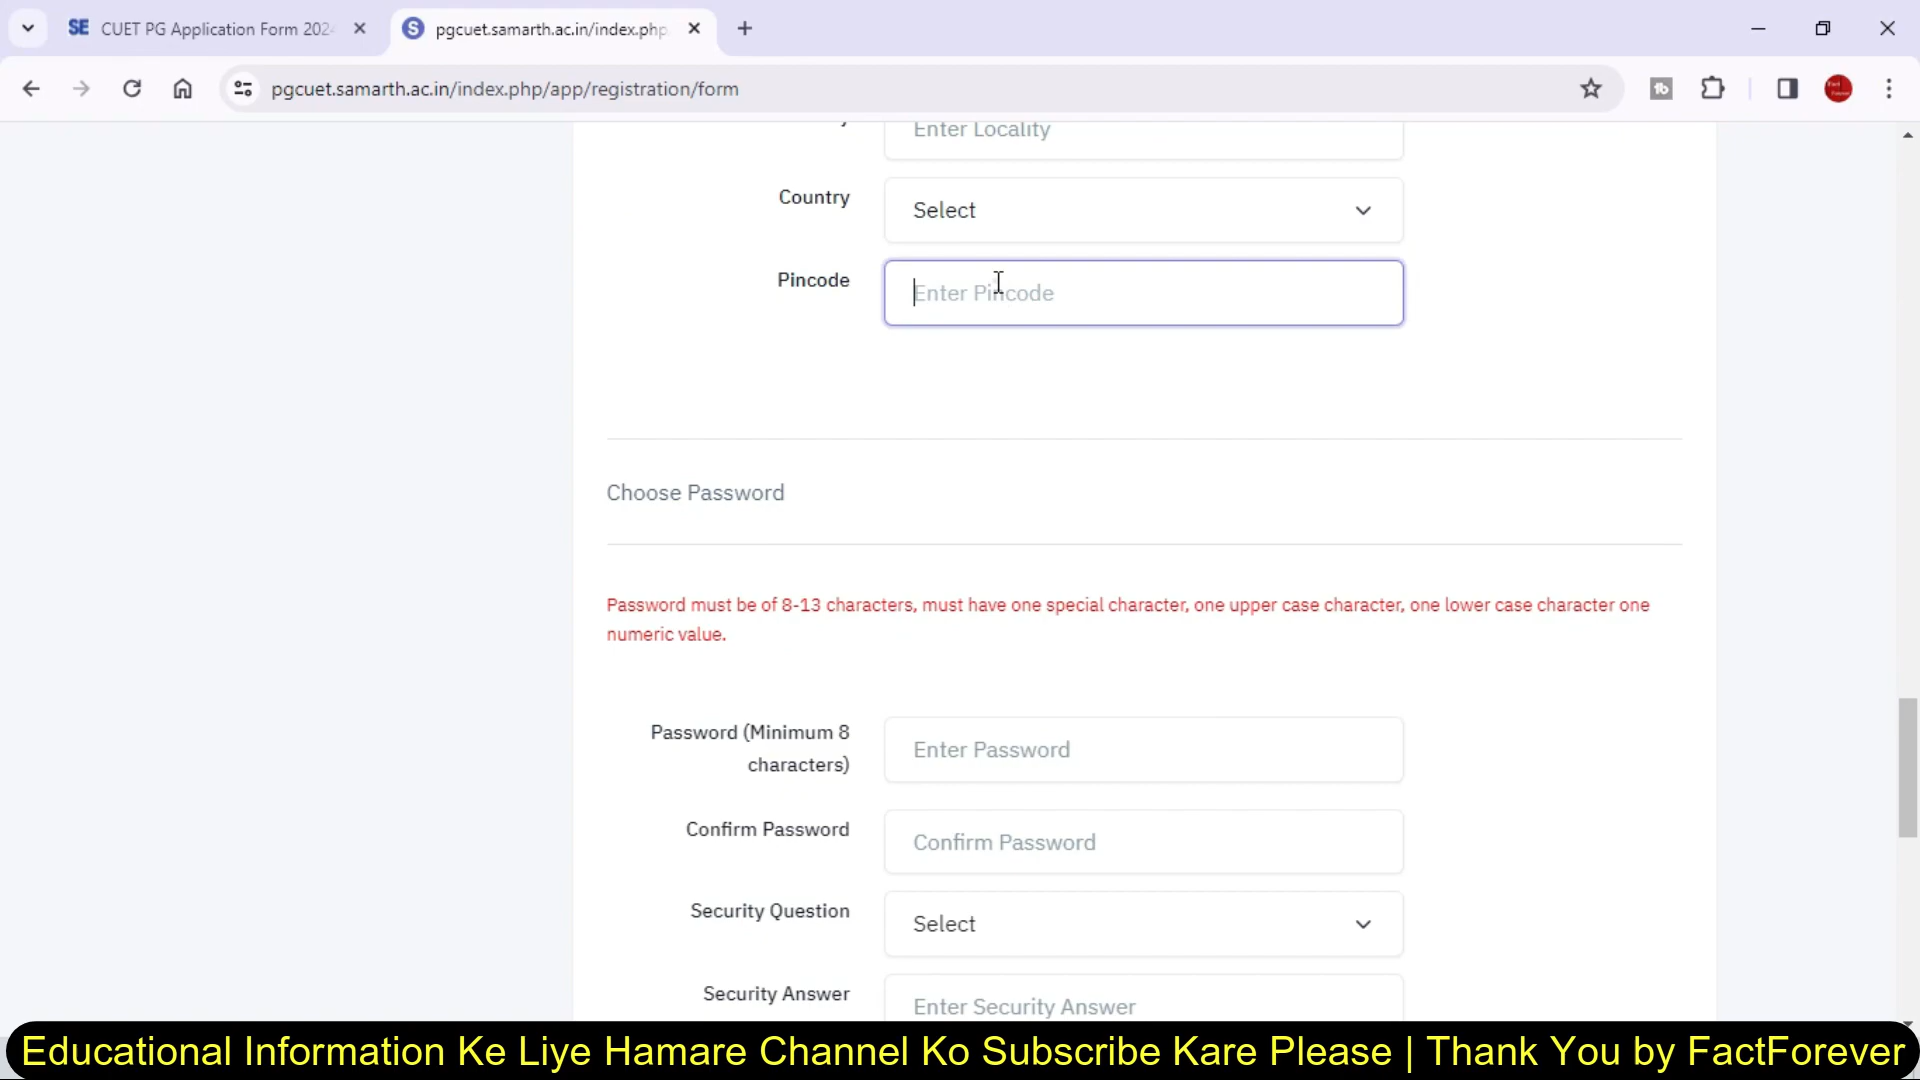 SE CUET PG Application Form 202
S pgcuet.samarth.ac.in/index.php
pgcuet.samarth.ac.in/index.php/app/registration/form
Enter Locality
Country
Select
Pincode
Enter Pincode
Choose Password
Password must be of 8-13 characters, must have one special character, one upper case character, one lower case character one
numeric value.
Password (Minimum 8
characters)
Enter Password
Confirm Password
Confirm Password
Security Question
Select
Security Answer
Enter Security Answer
Educational Information Ke Liye Hamare Channel Ko Subscribe Kare Please | Thank You by FactForever